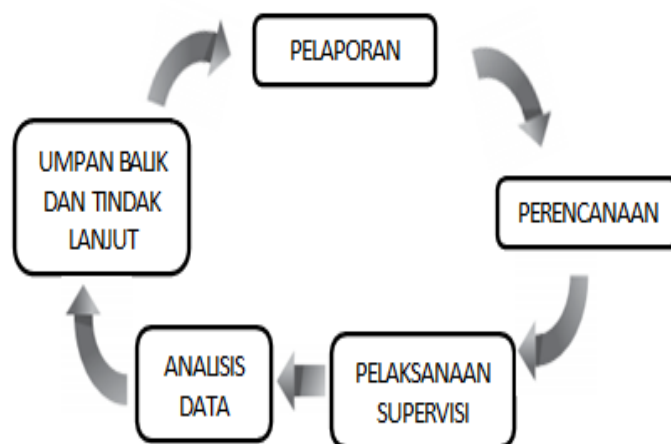 PELAPORAN
PERENCANAAN
PELAKSANAAN
SUPERVISI
ANALISIS
DATA
UMPAN BALIK
DAN TINDAK
LANJUT